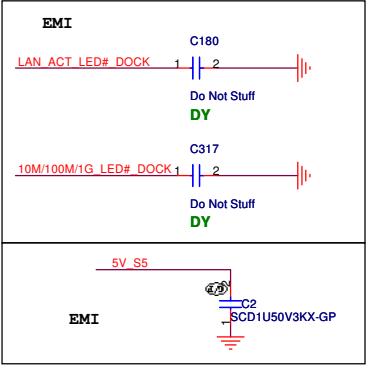 EMI
C180
LAN_ACT_LED#_DOCK 1 2
Do Not Stuff
DY
C317
10M/100M/1G_LED#_DOCK 1 2
Do Not Stuff
DY
5V_S5
2
C2
EMI
SCD1U50V3KX-GP
1